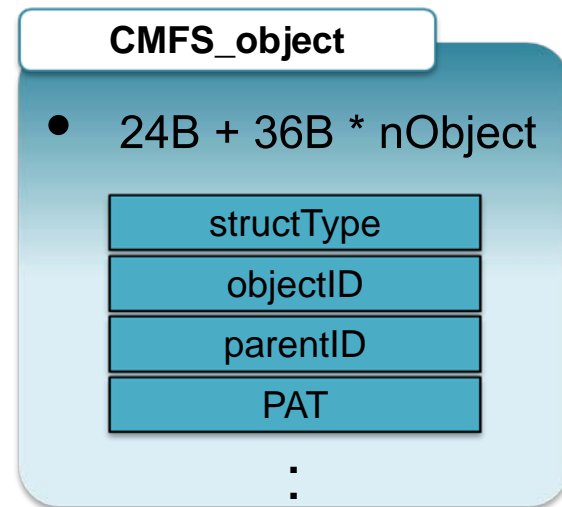 CMFS_object
• 24B + 36B * nObject
structType
objectID
parentID
PAT
: